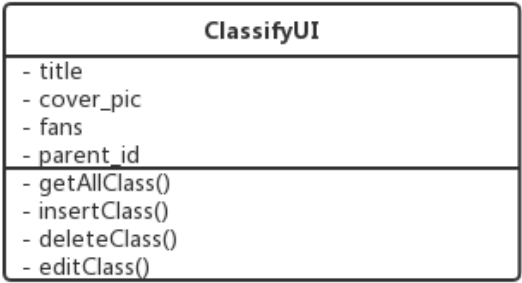 ClassifyUI
- title
- cover_pic
- fans
- parent_id
- getAllClass()
- insertClass()
- deleteClass()
- editClass()